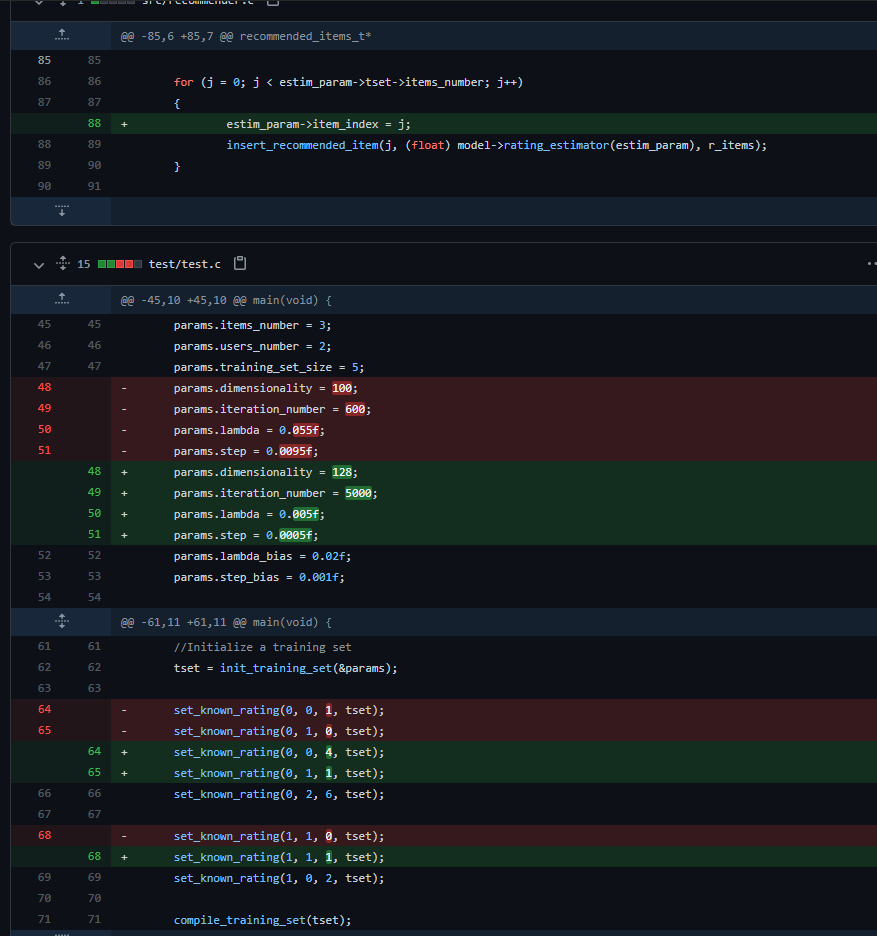 1 src/recommender.c
@@ -85,6 +85,7 @@ recommended_items_t*
85 85
86 86 for (j = 0; j < estim_param->tset->items_number; j++)
87 87 {
88 + estim_param->item_index = j;
88 89 insert_recommended_item(j, (float) model->rating_estimator(estim_param), r_items);
89 90 }
90 91
15 test/test.c
@@ -45,10 +45,10 @@ main(void) {
45 45 params.items_number = 3;
46 46 params.users_number = 2;
47 47 params.training_set_size = 5;
48 - params.dimensionality = 100;
49 - params.iteration_number = 600;
50 - params.lambda = 0.055f;
51 - params.step = 0.0095f;
48 + params.dimensionality = 128;
49 + params.iteration_number = 5000;
50 + params.lambda = 0.005f;
51 + params.step = 0.0005f;
52 52 params.lambda_bias = 0.02f;
53 53 params.step_bias = 0.001f;
54 54
@@ -61,11 +61,11 @@ main(void) {
61 61 //Initialize a training set
62 62 tset = init_training_set(&params);
63 63
64 - set_known_rating(0, 0, 1, tset);
65 - set_known_rating(0, 1, 0, tset);
64 + set_known_rating(0, 0, 4, tset);
65 + set_known_rating(0, 1, 1, tset);
66 66 set_known_rating(0, 2, 6, tset);
67 67
68 - set_known_rating(1, 1, 0, tset);
68 + set_known_rating(1, 1, 1, tset);
69 69 set_known_rating(1, 0, 2, tset);
70 70
71 71 compile_training_set(tset);